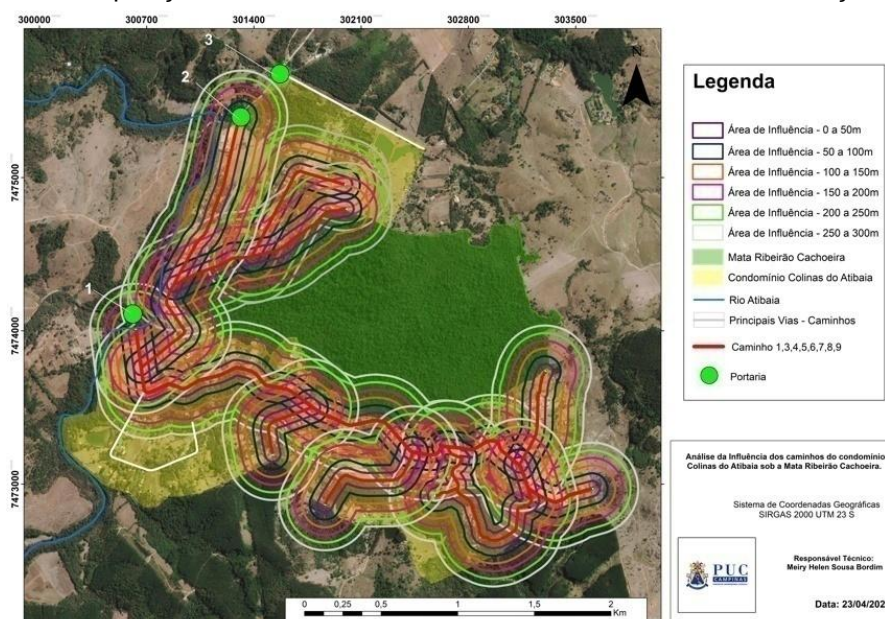 300000 300700 301400 302100 302800 303500
3
2
N
7475000
1
7474000
7473000
0 0,25 0,5 1 1,5 2
Km
Legenda
Área de Influência - 0 a 50m
Área de Influência - 50 a 100m
Área de Influência - 100 a 150m
Área de Influência - 150 a 200m
Área de Influência - 200 a 250m
Área de Influência - 250 a 300m
Mata Ribeirão Cachoeira
Condomínio Colinas do Atibaia
Rio Atibaia
Principais Vias - Caminhos
Caminho 1,3,4,5,6,7,8,9
Portaria
Análise da Influência dos caminhos do condomínio
Colinas do Atibaia sob a Mata Ribeirão Cachoeira.
Sistema de Coordenadas Geográficas
SIRGAS 2000 UTM 23 S
PUC
CAMPINAS
Responsável Técnico:
Meiry Helen Sousa Bordim
Data: 23/04/202